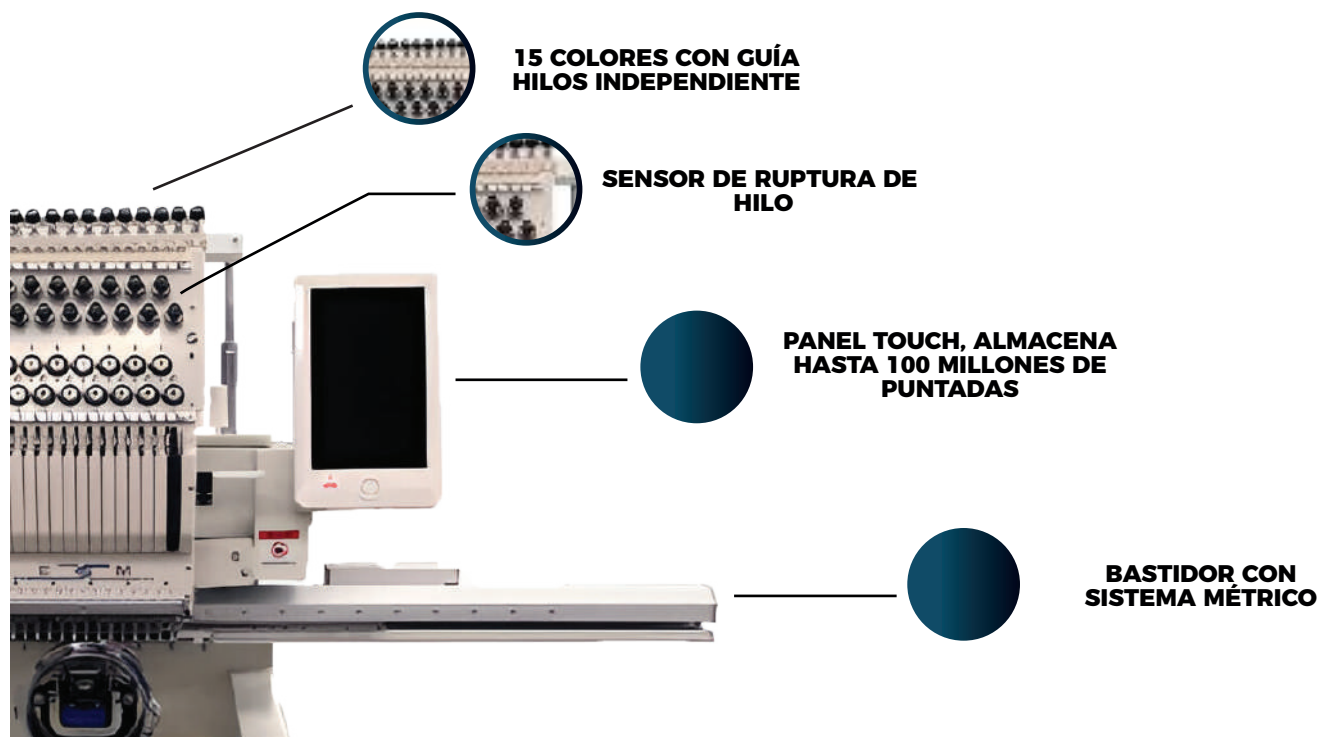 15 COLORES CON GUÍA
HILOS INDEPENDIENTE
SENSOR DE RUPTURA DE
HILO
PANEL TOUCH, ALMACENA
HASTA 100 MILLONES DE
PUNTADAS
BASTIDOR CON
SISTEMA MÉTRICO
E S M